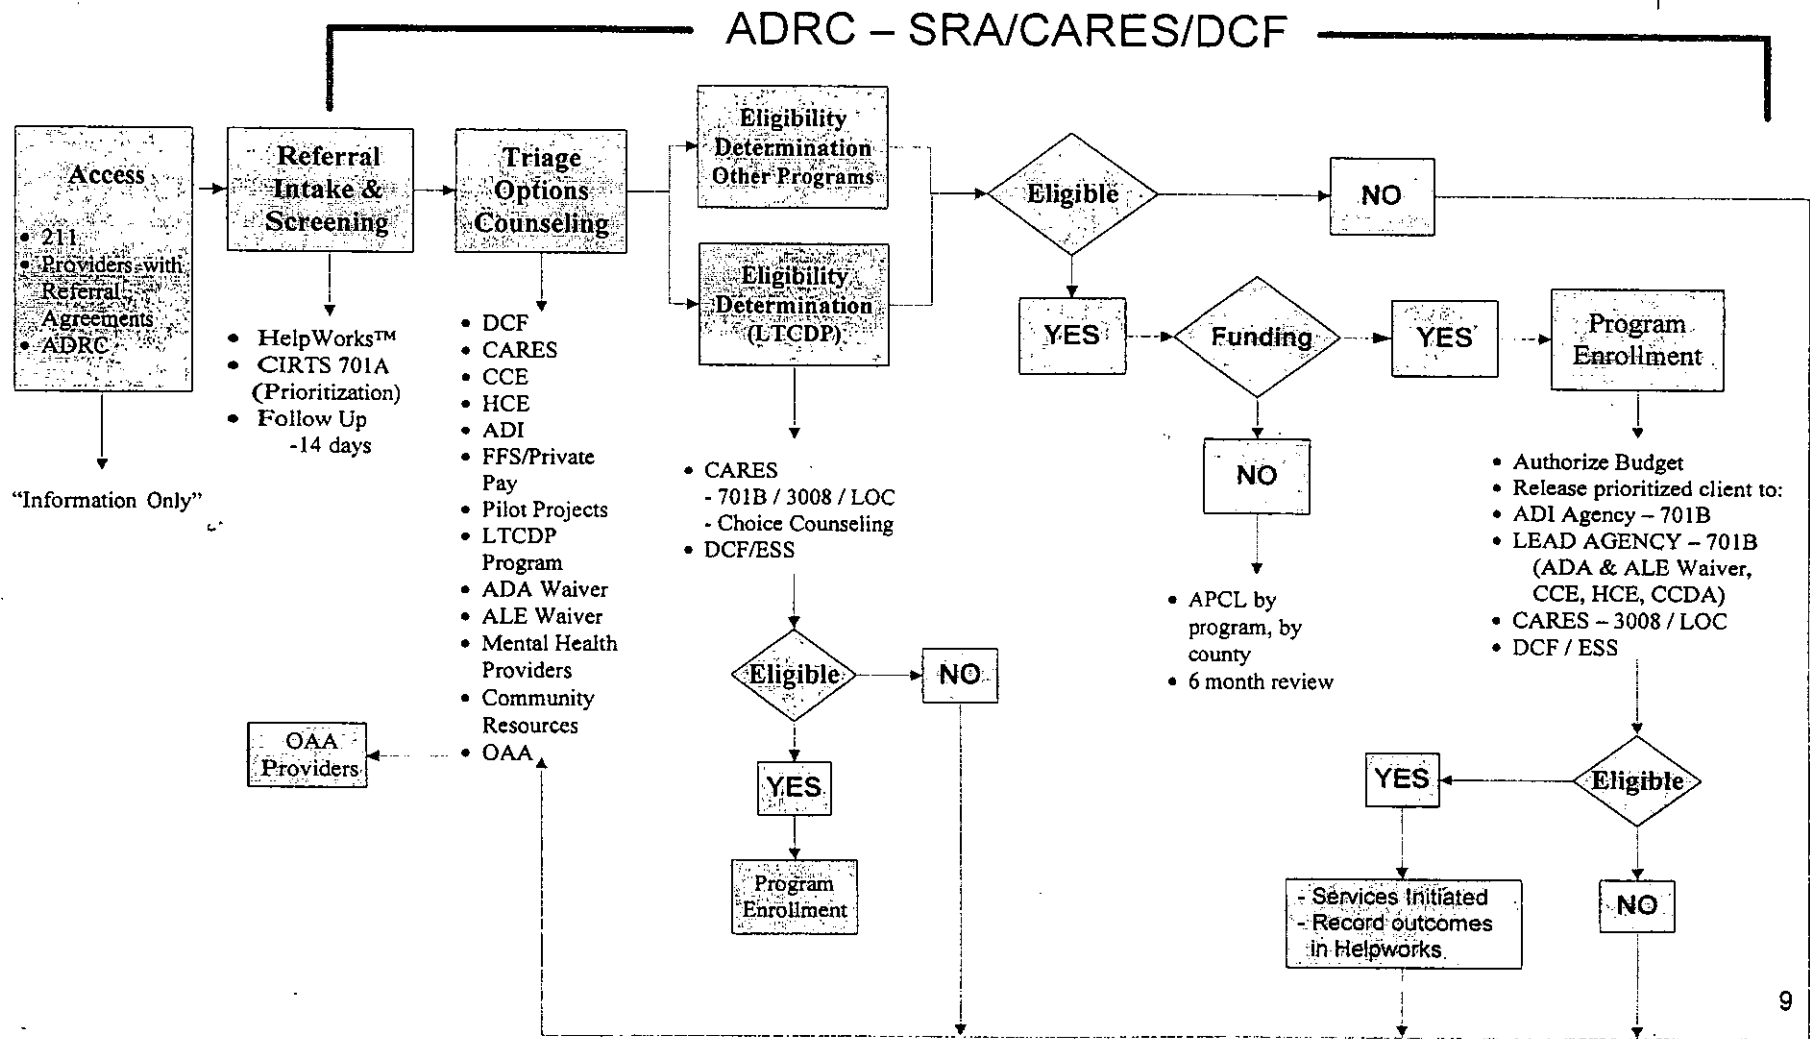 ADRC – SRA/CARES/DCF
Access
• 211
• Providers with
Referral
Agreements
• ADRC
"Information Only"
Referral
Intake &
Screening
• HelpWorks™
• CIRTS 701A
(Prioritization)
• Follow Up
-14 days
Triage
Options
Counseling
• DCF
• CARES
• CCE
• HCE
• ADI
• FFS/Private
Pay
• Pilot Projects
• LTCDP
Program
• ADA Waiver
• ALE Waiver
• Mental Health
Providers
• Community
Resources
• OAA
OAA
Providers
Eligibility
Determination
Other Programs
Eligibility
Determination
(LTCDP)
• CARES
- 701B / 3008 / LOC
- Choice Counseling
• DCF/ESS
Eligible
NO
YES
Program
Enrollment
Eligible
NO
YES
Funding
YES
Program
Enrollment
NO
• APCL by
program, by
county
• 6 month review
• Authorize Budget
• Release prioritized client to:
• ADI Agency – 701B
• LEAD AGENCY – 701B
(ADA & ALE Waiver,
CCE, HCE, CCDA)
• CARES – 3008 / LOC
• DCF / ESS
Eligible
YES
NO
- Services Initiated
- Record outcomes
in Helpworks
9